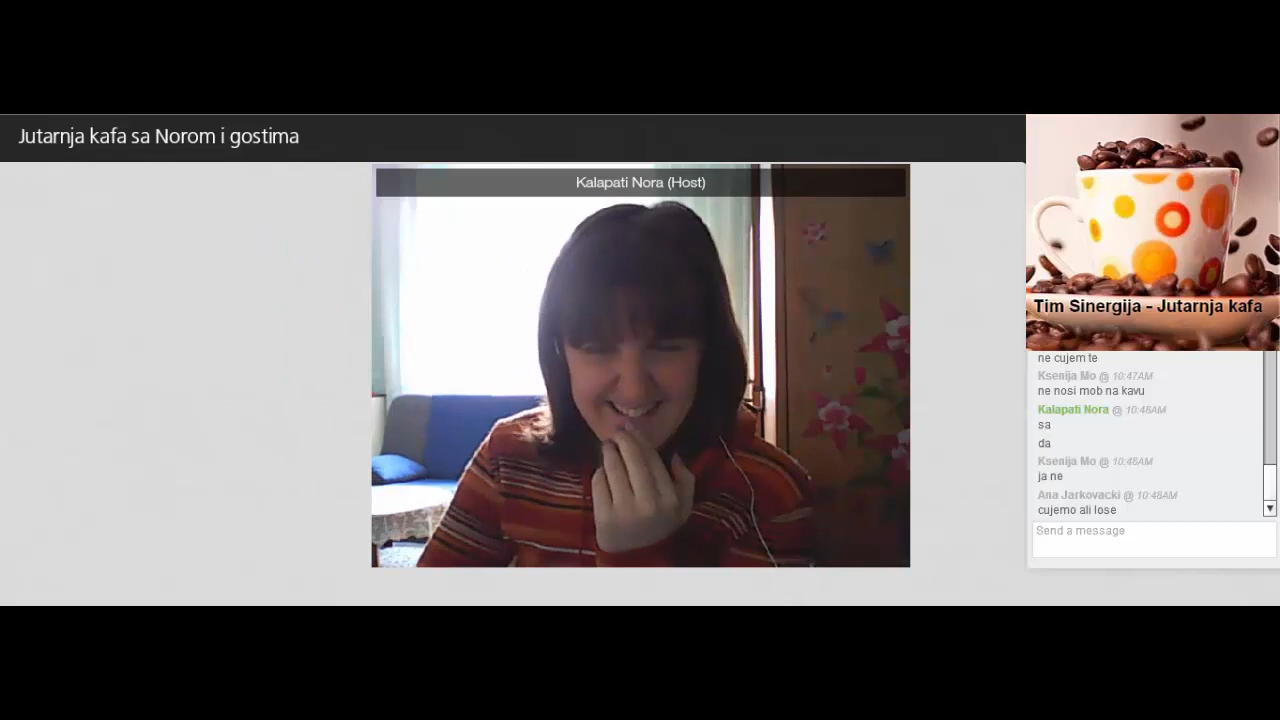 Jutarnja kafa sa Norom i gostima
Kalapati Nora (Host)
Tim Sinergija - Jutarnja kafa
ne cujem te
Ksenija Mo @ 10:47AM
ne nosi mob na kavu
Kalapati Nora @ 10:48AM
sa
da
Ksenija Mo @ 10:48AM
ja ne
Ana Jarkovacki @ 10:48AM
cujemo ali lose
Send a message